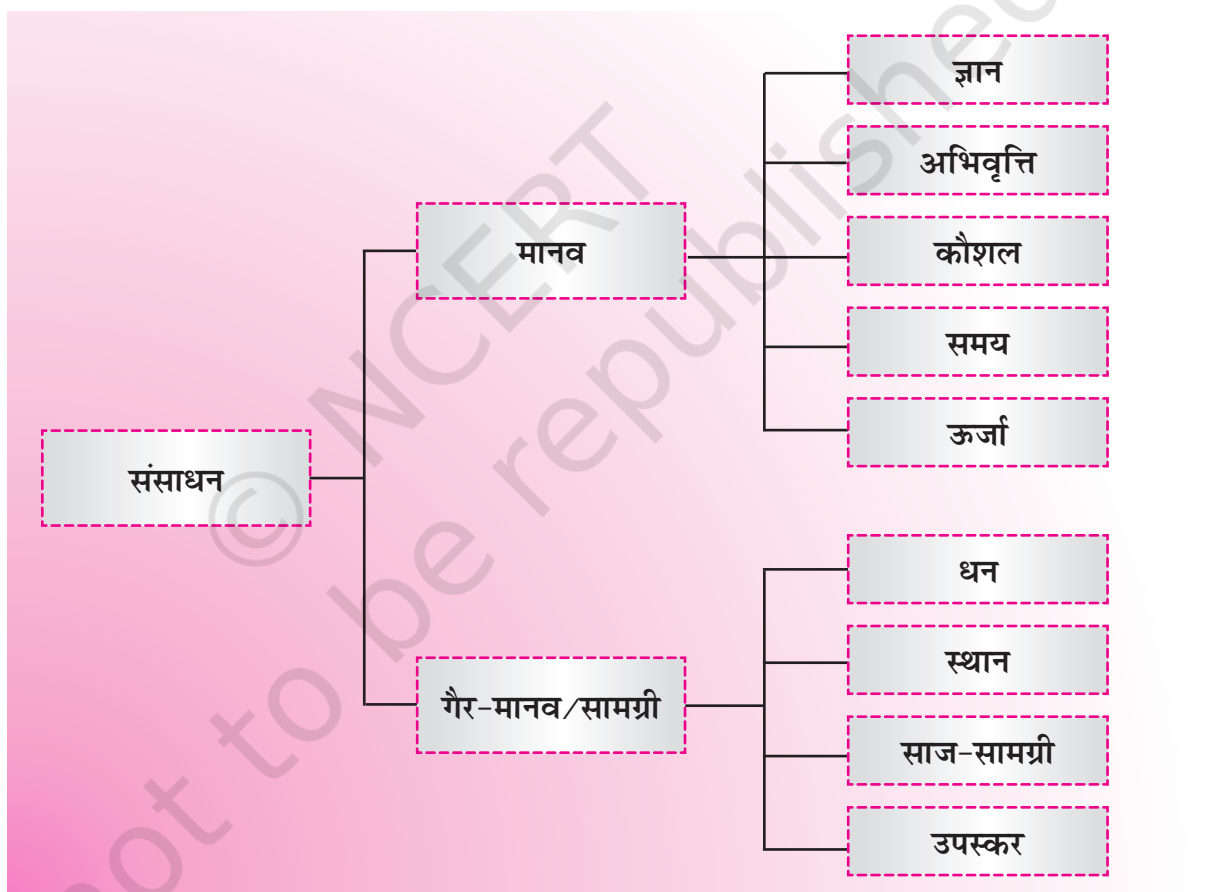 संसाधन
मानव
ज्ञान
अभिवृत्ति
कौशल
समय
ऊर्जा
गैर-मानव/सामग्री
धन
स्थान
साज-सामग्री
उपस्कर
© NCERT
not to be republished